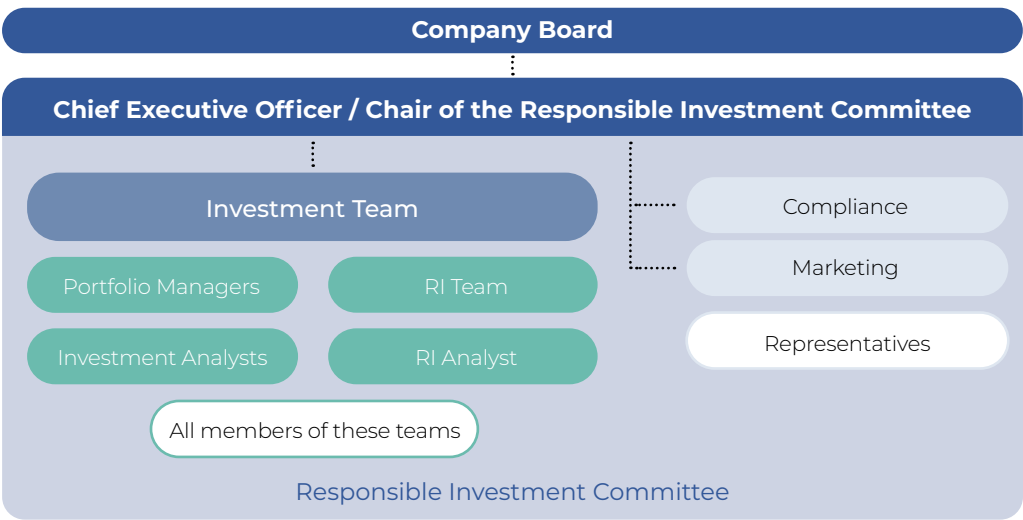 Company Board
Chief Executive Officer / Chair of the Responsible Investment Committee
Investment Team
Portfolio Managers
RI Team
Investment Analysts
RI Analyst
All members of these teams
Compliance
Marketing
Representatives
Responsible Investment Committee